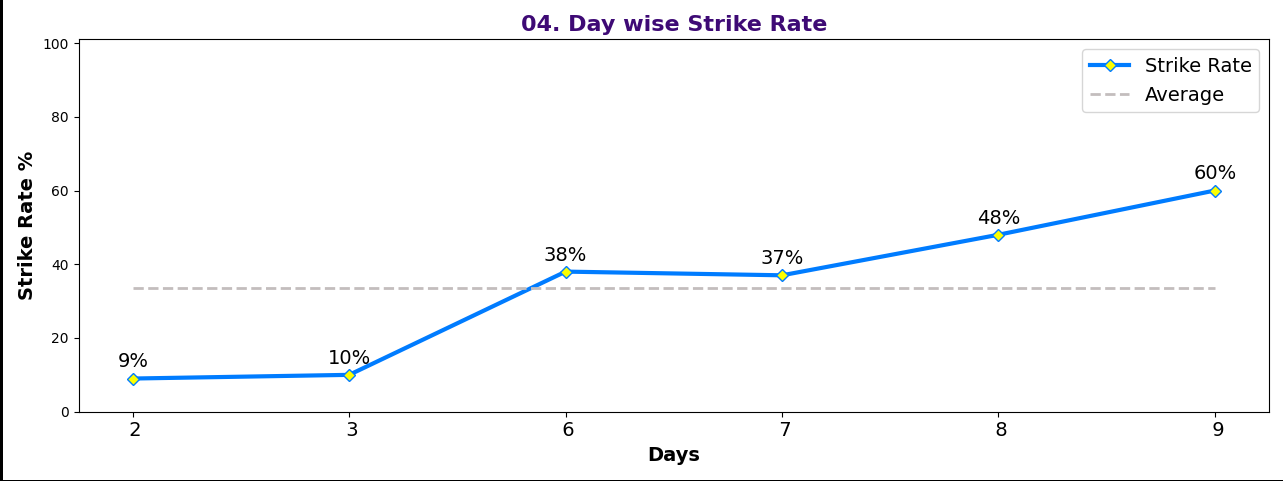 04. Day wise Strike Rate
100
80
60
40
20
0
Strike Rate %
Strike Rate
Average
9%
10%
38%
37%
48%
60%
2 3 6 7 8 9
Days